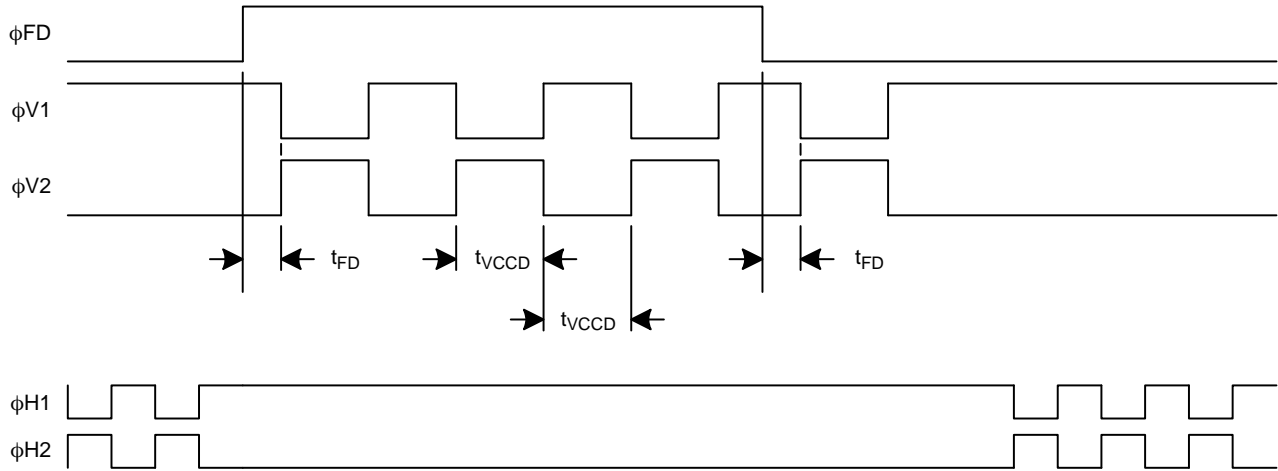 ϕFD
ϕV1
ϕV2
tFD tVCCD tFD
tVCCD
ϕH1
ϕH2